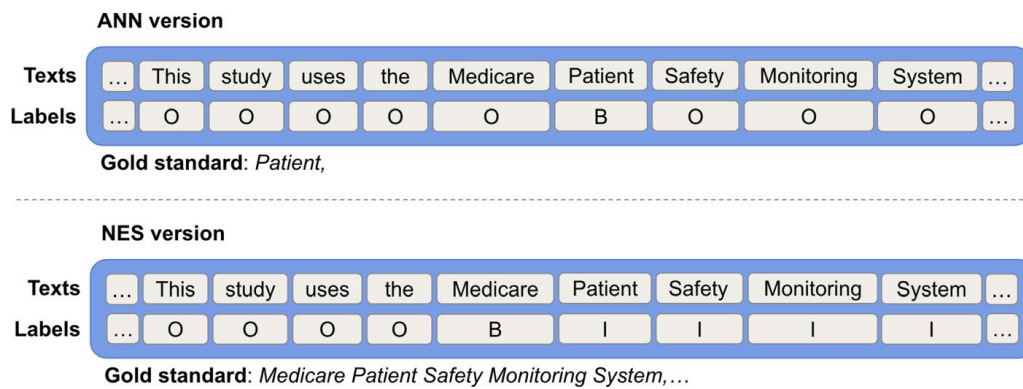 ANN version
Texts … This study uses the Medicare Patient Safety Monitoring System …
Labels … O O O O O B O O O …
Gold standard: Patient,
NES version
Texts … This study uses the Medicare Patient Safety Monitoring System …
Labels … O O O O B I I I I …
Gold standard: Medicare Patient Safety Monitoring System,…